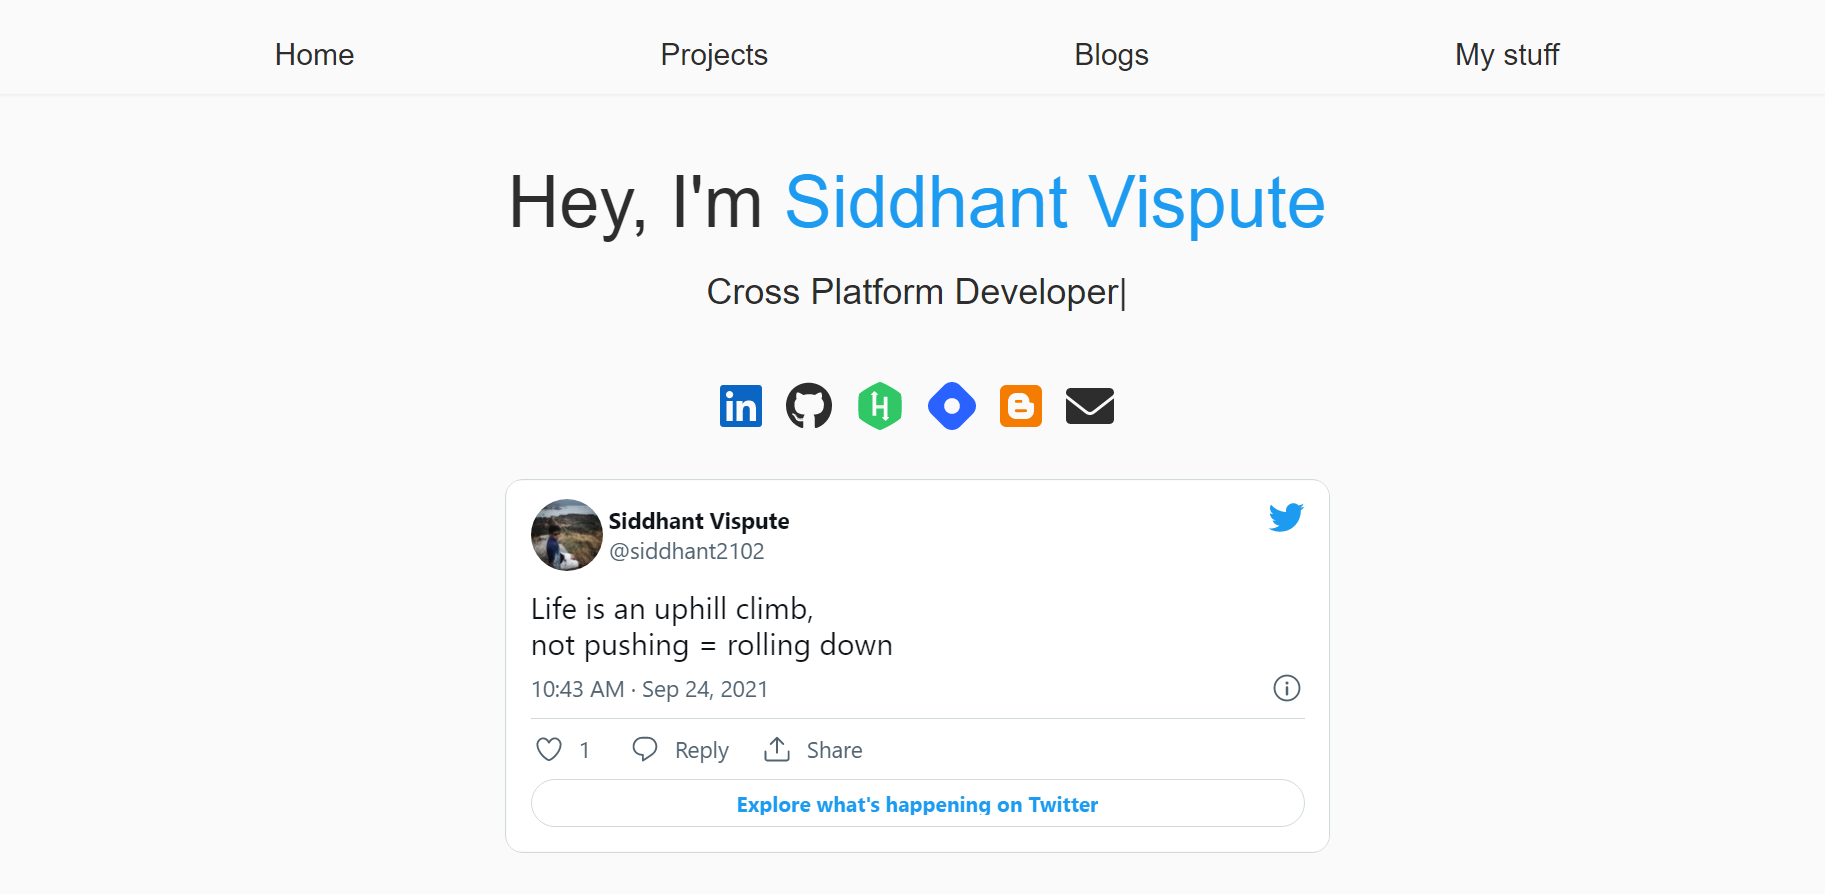 Home Projects Blogs My stuff
Hey, I'm Siddhant Vispute
Cross Platform Developer|
in
H
B
Siddhant Vispute
@siddhant2102
Life is an uphill climb,
not pushing = rolling down
10:43 AM · Sep 24, 2021
1 Reply Share
Explore what's happening on Twitter